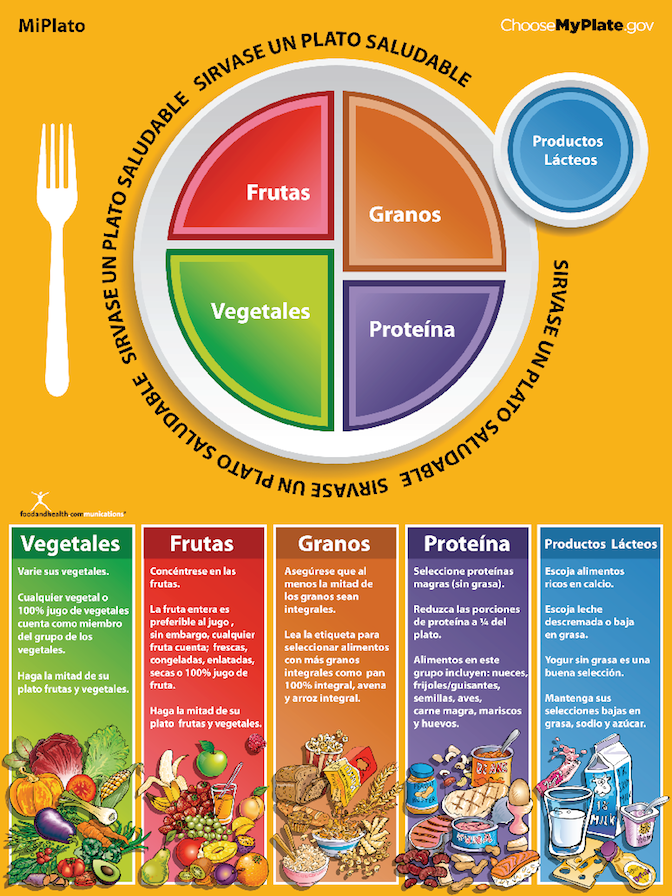 MiPlato
ChooseMyPlate.gov
SIRVASE UN PLATO SALUDABLE
SIRVASE UN PLATO SALUDABLE
SIRVASE UN PLATO SALUDABLE
SIRVASE UN PLATO SALUDABLE
Productos
Lácteos
Frutas
Granos
Vegetales
Proteína
foodandhealth communications
Vegetales
Varie sus vegetales.
Cualquier vegetal o
100% jugo de vegetales
cuenta como miembro
del grupo de los
vegetales.
Haga la mitad de su
plato frutas y vegetales.
Frutas
Concéntrese en las
frutas.
La fruta entera es
preferible al jugo ,
sin embargo, cualquier
fruta cuenta; frescas,
congeladas, enlatadas,
secas o 100% jugo de
fruta.
Haga la mitad de su
plato frutas y vegetales.
Granos
Asegúrese que al
menos la mitad de
los granos sean
integrales.
Lea la etiqueta para
seleccionar alimentos
con más granos
integrales como pan
100% integral, avena
y arroz integral.
Proteína
Seleccione proteínas
magras (sin grasa).
Reduzca las porciones
de proteína a ¼ del
plato.
Alimentos en este
grupo incluyen: nueces,
frijoles/guisantes,
semillas, aves,
carne magra, mariscos
y huevos.
Productos Lácteos
Escoja alimentos
ricos en calcio.
Escoja leche
descremada o baja
en grasa.
Yogur sin grasa es una
buena selección.
Mantenga sus
selecciones bajas en
grasa, sodio y azúcar.
1%
MILK